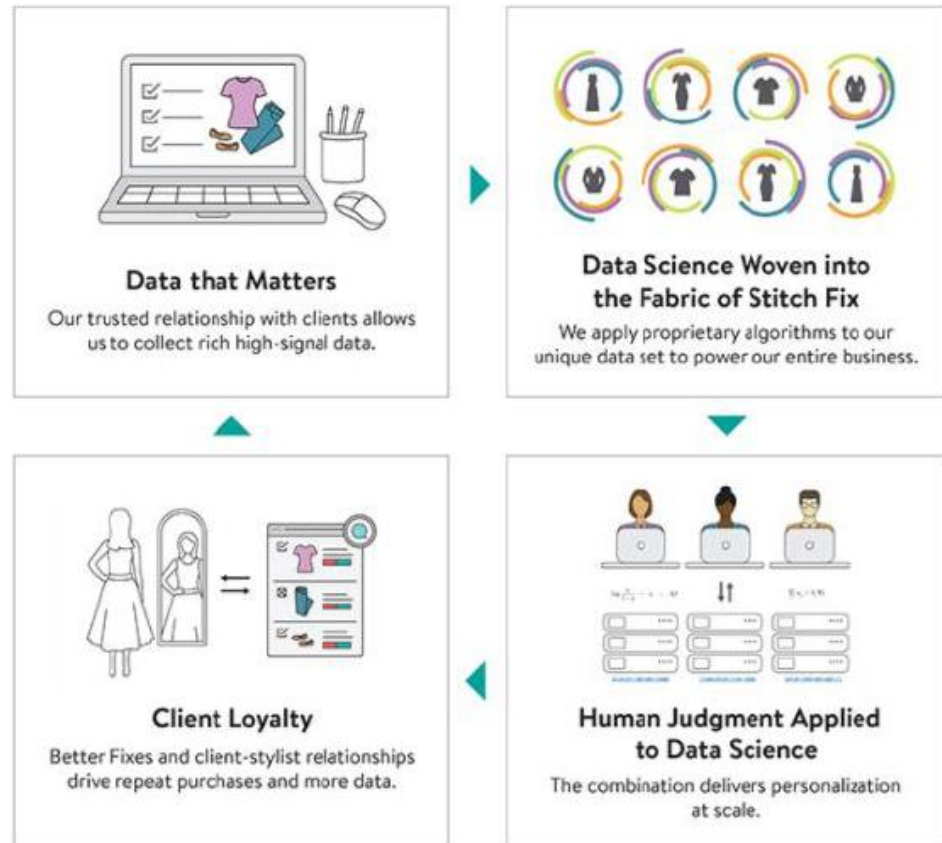 Data that Matters
Our trusted relationship with clients allows
us to collect rich high-signal data.
Data Science Woven into
the Fabric of Stitch Fix
We apply proprietary algorithms to our
unique data set to power our entire business.
Human Judgment Applied
to Data Science
The combination delivers personalization
at scale.
Client Loyalty
Better Fixes and client-stylist relationships
drive repeat purchases and more data.